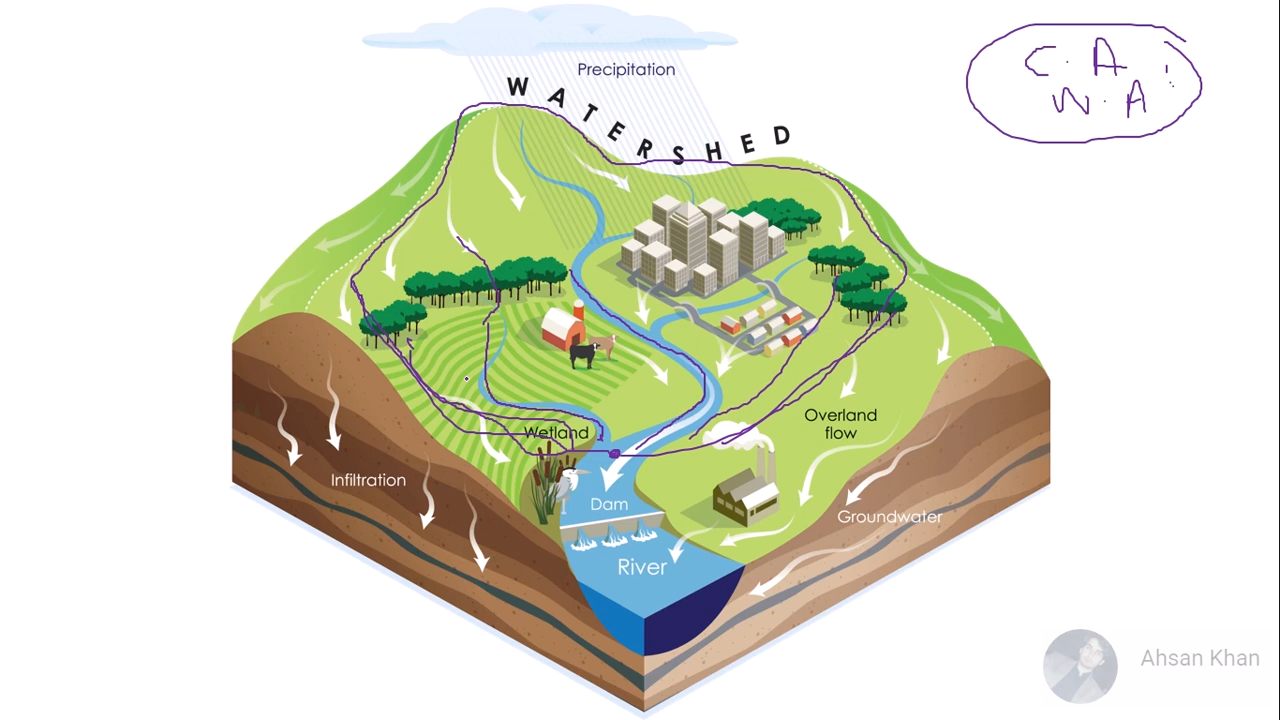 Precipitation
WATERSHED
C. A
W. A
Wetland
Overland
flow
Infiltration
Dam
Groundwater
River
Ahsan Khan